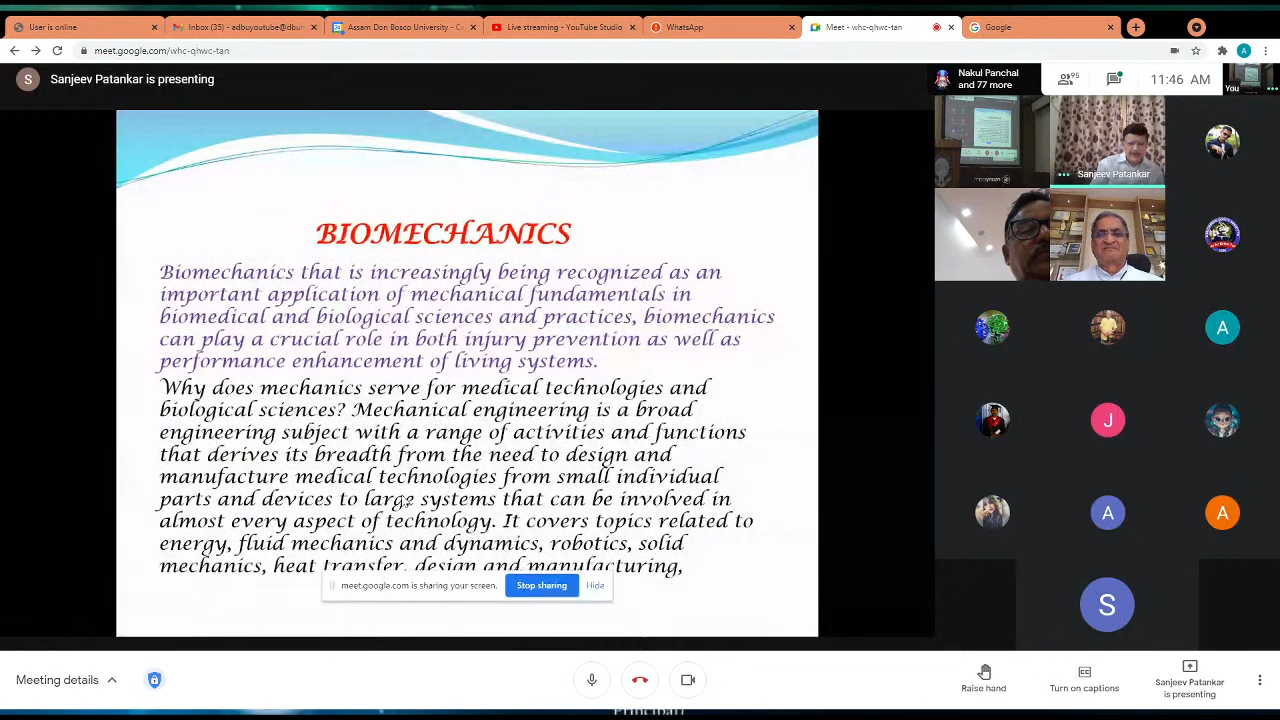 User is online
Inbox (35) - adbuyoutube@dbun
Assam Don Bosco University - C
Live streaming - YouTube Studio
WhatsApp
Meet - whc-qhwc-tan
Google
meet.google.com/whc-qhwc-tan
A
S
Sanjeev Patankar is presenting
Nakul Panchal
and 77 more
95
11:46 AM
You
Sanjeev Patankar
BIOMECHANICS
Biomechanics that is increasingly being recognized as an
important application of mechanical fundamentals in
biomedical and biological sciences and practices, biomechanics
can play a crucial role in both injury prevention as well as
performance enhancement of living systems.
Why does mechanics serve for medical technologies and
biological sciences? Mechanical engineering is a broad
engineering subject with a range of activities and functions
that derives its breadth from the need to design and
manufacture medical technologies from small individual
parts and devices to large systems that can be involved in
almost every aspect of technology. It covers topics related to
energy, fluid mechanics and dynamics, robotics, solid
mechanics, heat transfer, design and manufacturing,
meet.google.com is sharing your screen.
Stop sharing
Hide
A
J
A
A
S
Meeting details
Raise hand
Turn on captions
Sanjeev Patankar
is presenting